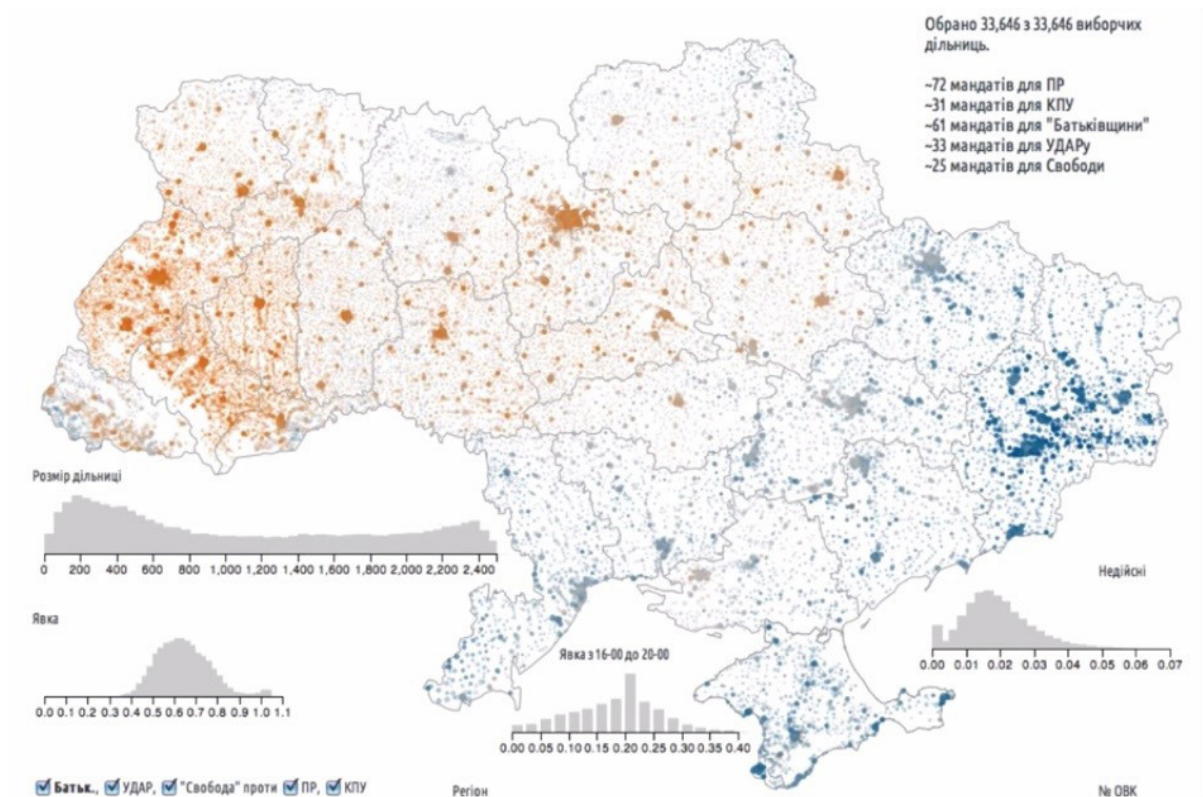 Обрано 33,646 з 33,646 виборчих
дільниць.
~72 мандатів для ПР
~31 мандатів для КПУ
~61 мандатів для "Батьківщини"
~33 мандатів для УДАРу
~25 мандатів для Свободи
Розмір дільниці
0 200 400 600 800 1,000 1,200 1,400 1,600 1,800 2,000 2,200 2,400
Явка
0.0 0.1 0.2 0.3 0.4 0.5 0.6 0.7 0.8 0.9 1.0 1.1
Явка з 16-00 до 20-00
0.00 0.05 0.10 0.15 0.20 0.25 0.30 0.35 0.40
Недійсні
0.00 0.01 0.02 0.03 0.04 0.05 0.06 0.07
Батьк., УДАР, "Свобода" проти ПР, КПУ
Регіон
№ ОВК